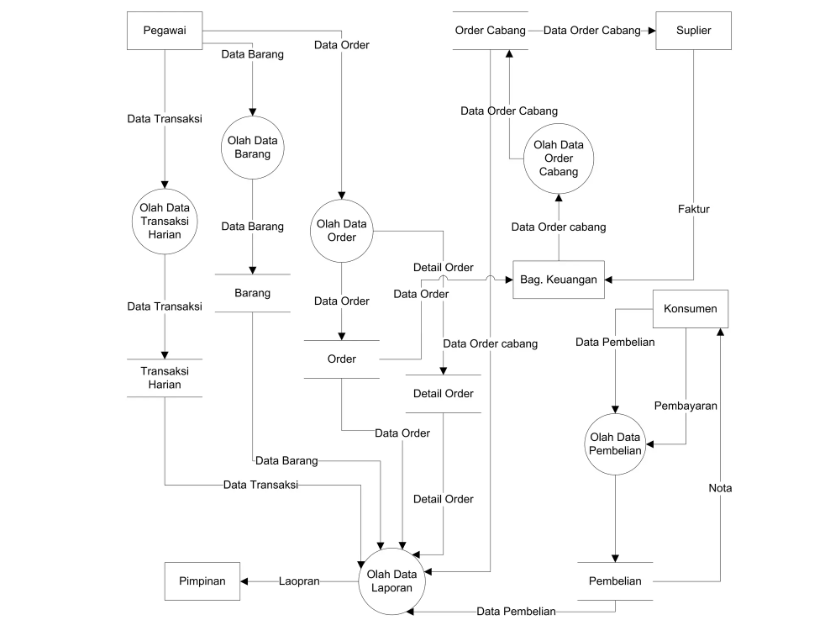 Pegawai
Order Cabang
Data Order Cabang
Suplier
Data Order
Data Barang
Data Order Cabang
Data Transaksi
Olah Data
Barang
Olah Data
Order
Cabang
Olah Data
Transaksi
Harian
Faktur
Olah Data
Order
Data Barang
Data Order cabang
Detail Order
Bag. Keuangan
Barang
Data Order
Data Order
Data Transaksi
Konsumen
Data Pembelian
Data Order cabang
Order
Transaksi
Harian
Detail Order
Pembayaran
Data Order
Olah Data
Pembelian
Data Barang
Data Transaksi
Nota
Detail Order
Pimpinan
Laopran
Olah Data
Laporan
Pembelian
Data Pembelian